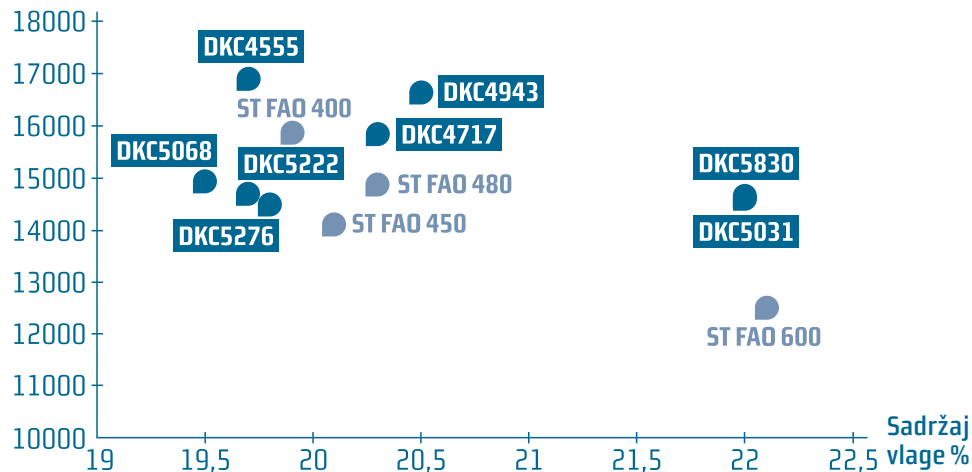 18000
DKC4555
17000
DKC4943
ST FAO 400
16000
DKC4717
DKC5068
DKC5222
DKC5830
15000
ST FAO 480
14000
DKC5276
ST FAO 450
DKC5031
13000
12000
ST FAO 600
11000
10000
Sadržaj
vlage %
19 19,5 20 20,5 21 21,5 22 22,5